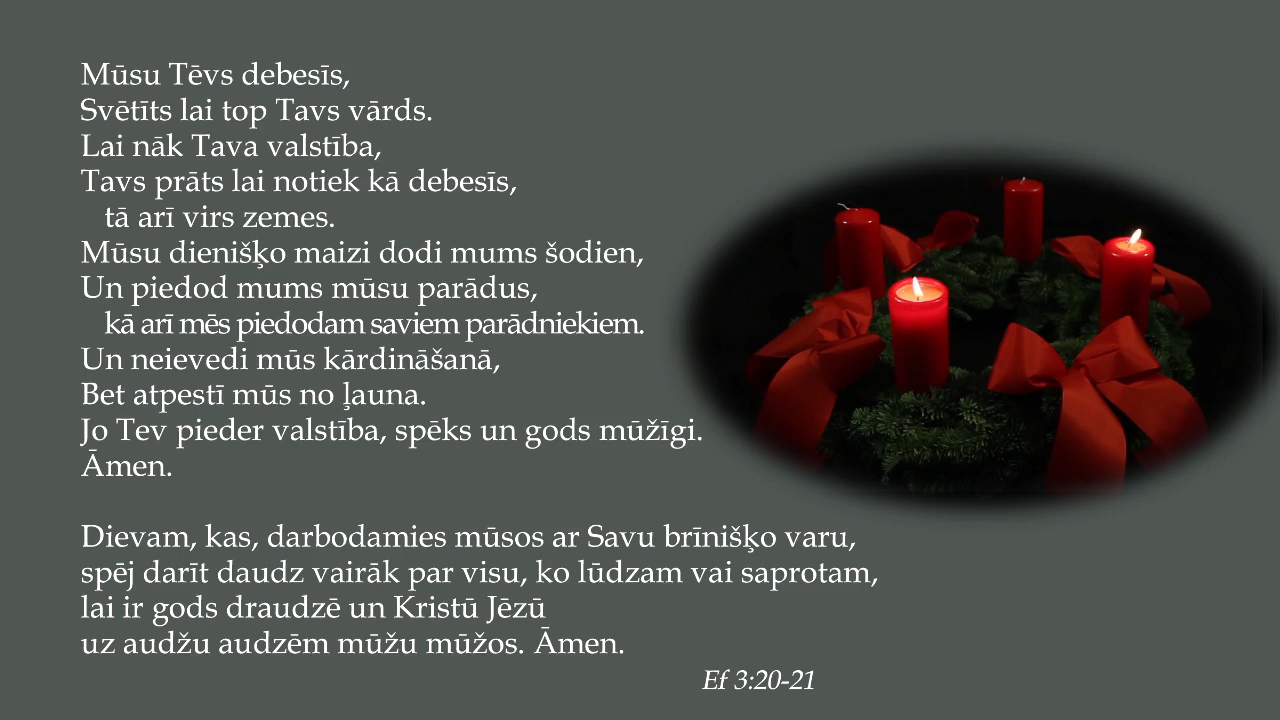 Mūsu Tēvs debesīs,
Svētīts lai top Tavs vārds.
Lai nāk Tava valstība,
Tavs prāts lai notiek kā debesīs,
tā arī virs zemes.
Mūsu dienišķo maizi dodi mums šodien,
Un piedod mums mūsu parādus,
kā arī mēs piedodam saviem parādniekiem.
Un neievedi mūs kārdināšanā,
Bet atpestī mūs no ļauna.
Jo Tev pieder valstība, spēks un gods mūžīgi.
Āmen.
Dievam, kas, darbodamies mūsos ar Savu brīnišķo varu,
spēj darīt daudz vairāk par visu, ko lūdzam vai saprotam,
lai ir gods draudzē un Kristū Jēzū
uz audžu audzēm mūžu mūžos. Āmen.
Ef 3:20-21